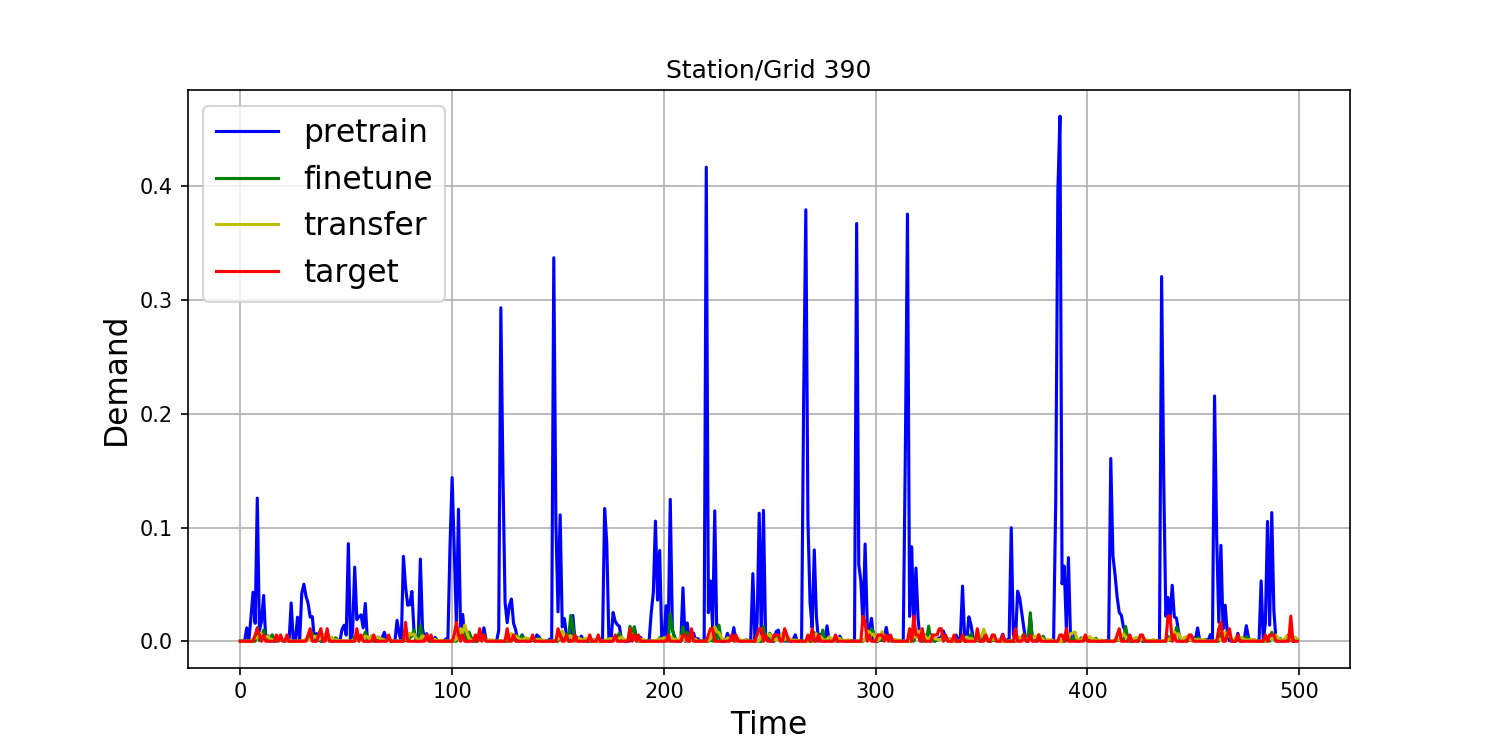 Station/Grid 390
pretrain
finetune
transfer
target
Demand
0.4
0.3
0.2
0.1
0.0
0 100 200 300 400 500
Time